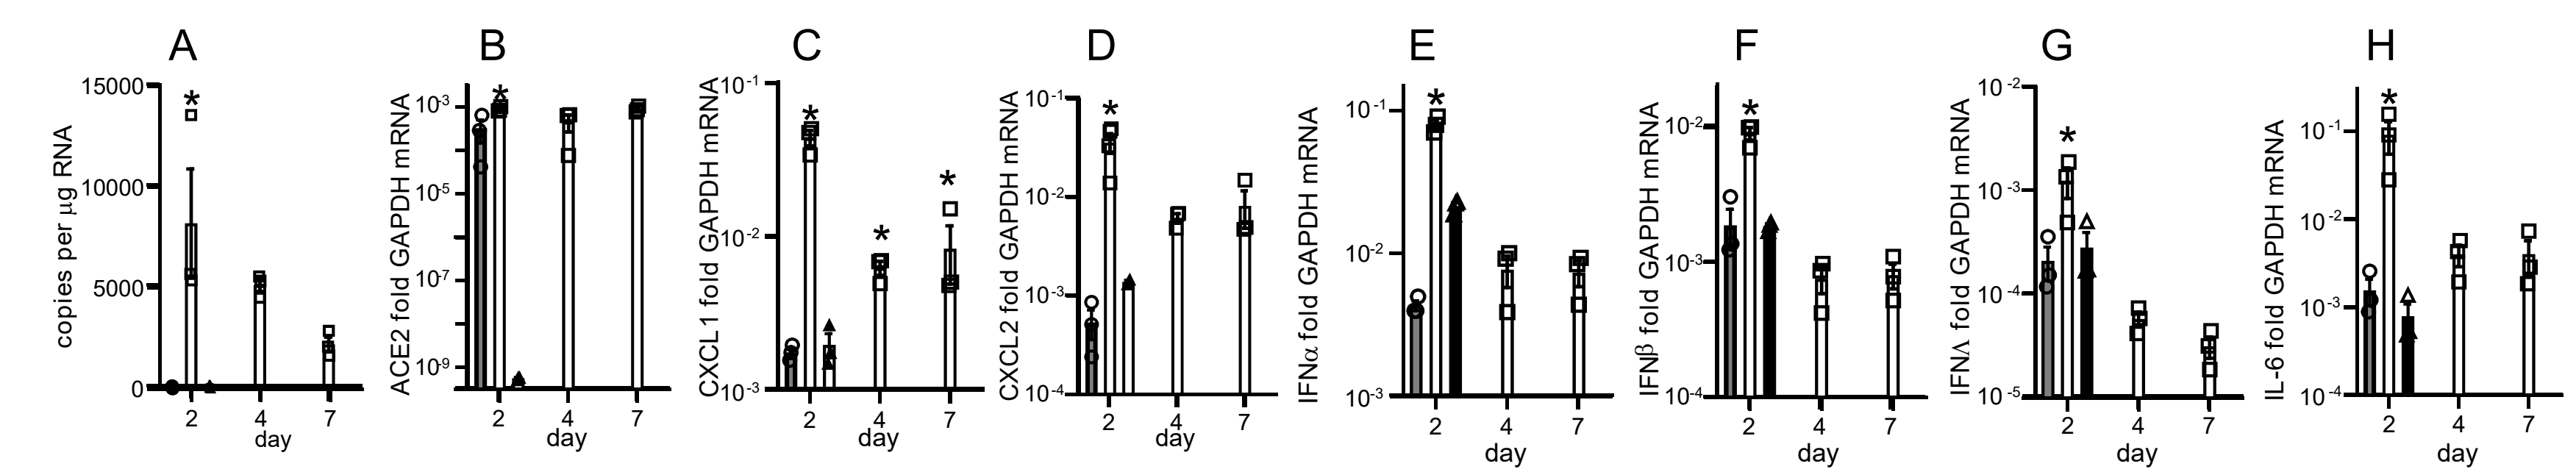 A
copies per μg RNA
15000
10000
5000
0
*
2
4
7
day
B
ACE2 fold GAPDH mRNA
10-3
10-5
10-7
10-9
*
2
4
7
day
C
CXCL1 fold GAPDH mRNA
10-1
10-2
10-3
*
*
*
2
4
7
day
D
CXCL2 fold GAPDH mRNA
10-1
10-2
10-3
10-4
*
2
4
7
day
E
IFNα fold GAPDH mRNA
10-1
10-2
10-3
*
2
4
7
day
F
IFNβ fold GAPDH mRNA
10-2
10-3
10-4
*
2
4
7
day
G
IFNΛ fold GAPDH mRNA
10-2
10-3
10-4
10-5
*
2
4
7
day
H
IL-6 fold GAPDH mRNA
10-1
10-2
10-3
10-4
*
2
4
7
day